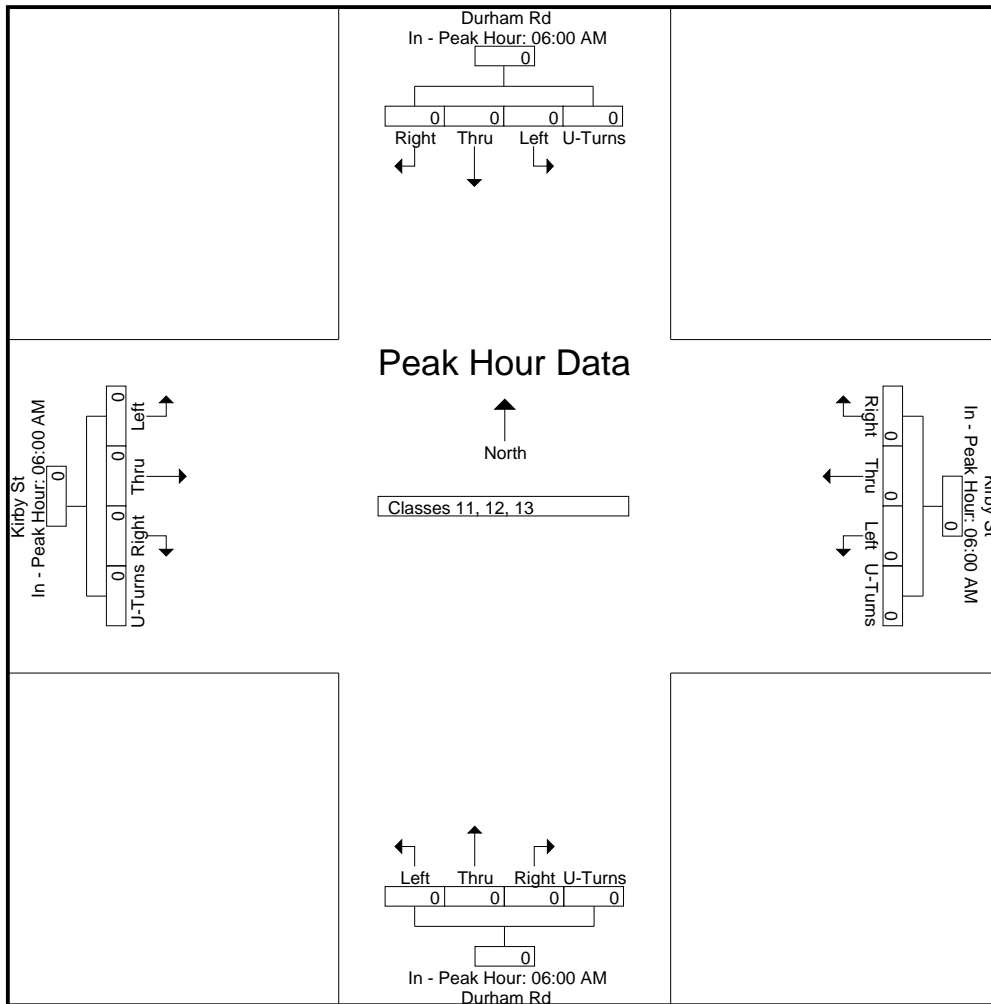 Durham Rd
In - Peak Hour: 06:00 AM
0
0 0 0 0
Right Thru Left U-Turns
Peak Hour Data
North
Classes 11, 12, 13
Kirby St
In - Peak Hour: 06:00 AM
0
0 0 0 0
Left Thru Right U-Turns
Kirby St
In - Peak Hour: 06:00 AM
0
0 0 0 0
Right Thru Left U-Turns
Left Thru Right U-Turns
0 0 0 0
0
In - Peak Hour: 06:00 AM
Durham Rd